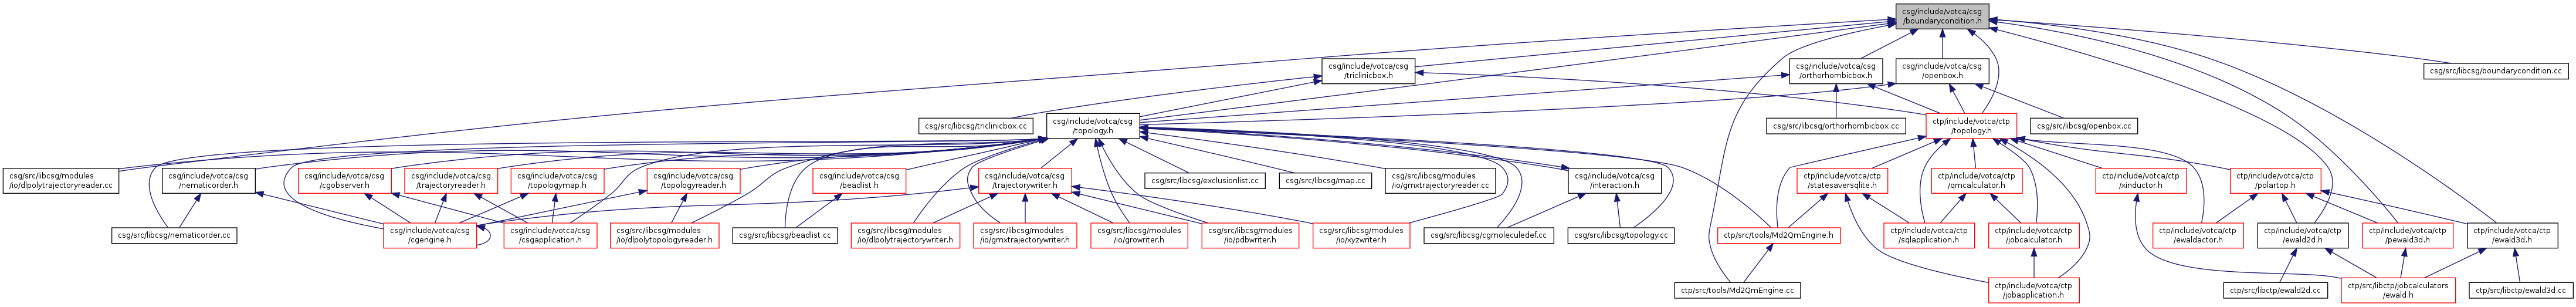 csg/include/votca/csg
/boundarycondition.h
csg/include/votca/csg
/triclinicbox.h
csg/include/votca/csg
/orthorhombicbox.h
csg/include/votca/csg
/openbox.h
csg/src/libcsg/boundarycondition.cc
csg/src/libcsg/triclinicbox.cc
csg/include/votca/csg
/topology.h
csg/src/libcsg/orthorhombicbox.cc
ctp/include/votca/ctp
/topology.h
csg/src/libcsg/openbox.cc
csg/src/libcsg/modules
/io/dlpolytrajectoryreader.cc
csg/include/votca/csg
/nematicorder.h
csg/include/votca/csg
/cgobserver.h
csg/include/votca/csg
/trajectoryreader.h
csg/include/votca/csg
/topologymap.h
csg/include/votca/csg
/topologyreader.h
csg/include/votca/csg
/beadlist.h
csg/include/votca/csg
/trajectorywriter.h
csg/src/libcsg/exclusionlist.cc
csg/src/libcsg/map.cc
csg/src/libcsg/modules
/io/gmxtrajectoryreader.cc
csg/include/votca/csg
/interaction.h
ctp/include/votca/ctp
/statesaversqlite.h
ctp/include/votca/ctp
/qmcalculator.h
ctp/include/votca/ctp
/xinductor.h
ctp/include/votca/ctp
/polartop.h
csg/src/libcsg/nematicorder.cc
csg/include/votca/csg
/cgengine.h
csg/include/votca/csg
/csgapplication.h
csg/src/libcsg/modules
/io/dlpolytopologyreader.h
csg/src/libcsg/beadlist.cc
csg/src/libcsg/modules
/io/dlpolytrajectorywriter.h
csg/src/libcsg/modules
/io/gmxtrajectorywriter.h
csg/src/libcsg/modules
/io/growriter.h
csg/src/libcsg/modules
/io/pdbwriter.h
csg/src/libcsg/modules
/io/xyzwriter.h
csg/src/libcsg/cgmoleculedef.cc
csg/src/libcsg/topology.cc
ctp/src/tools/Md2QmEngine.h
ctp/include/votca/ctp
/sqlapplication.h
ctp/include/votca/ctp
/jobcalculator.h
ctp/include/votca/ctp
/ewaldactor.h
ctp/include/votca/ctp
/ewald2d.h
ctp/include/votca/ctp
/pewald3d.h
ctp/include/votca/ctp
/ewald3d.h
ctp/src/tools/Md2QmEngine.cc
ctp/include/votca/ctp
/jobapplication.h
ctp/src/libctp/ewald2d.cc
ctp/src/libctp/jobcalculators
/ewald.h
ctp/src/libctp/ewald3d.cc